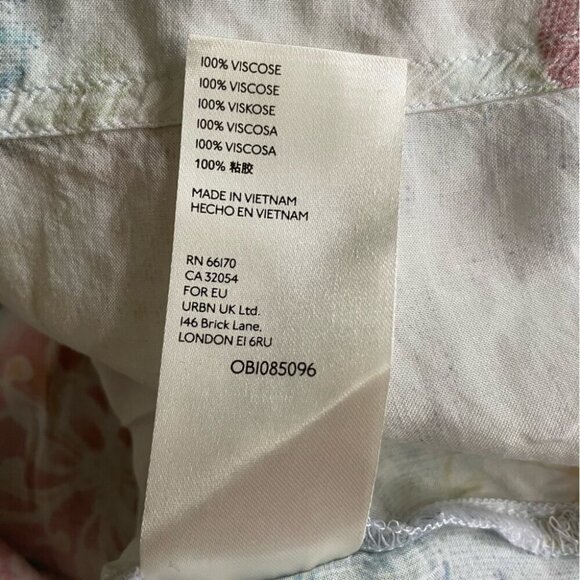 100% VISCOSE
100% VISCOSE
100% VISKOSE
100% VISCOSA
100% VISCOSA
100% 粘胶
MADE IN VIETNAM
HECHO EN VIETNAM
RN 66170
CA 32054
FOR EU
URBN UK Ltd.
146 Brick Lane,
LONDON E1 6RU
OB1085096